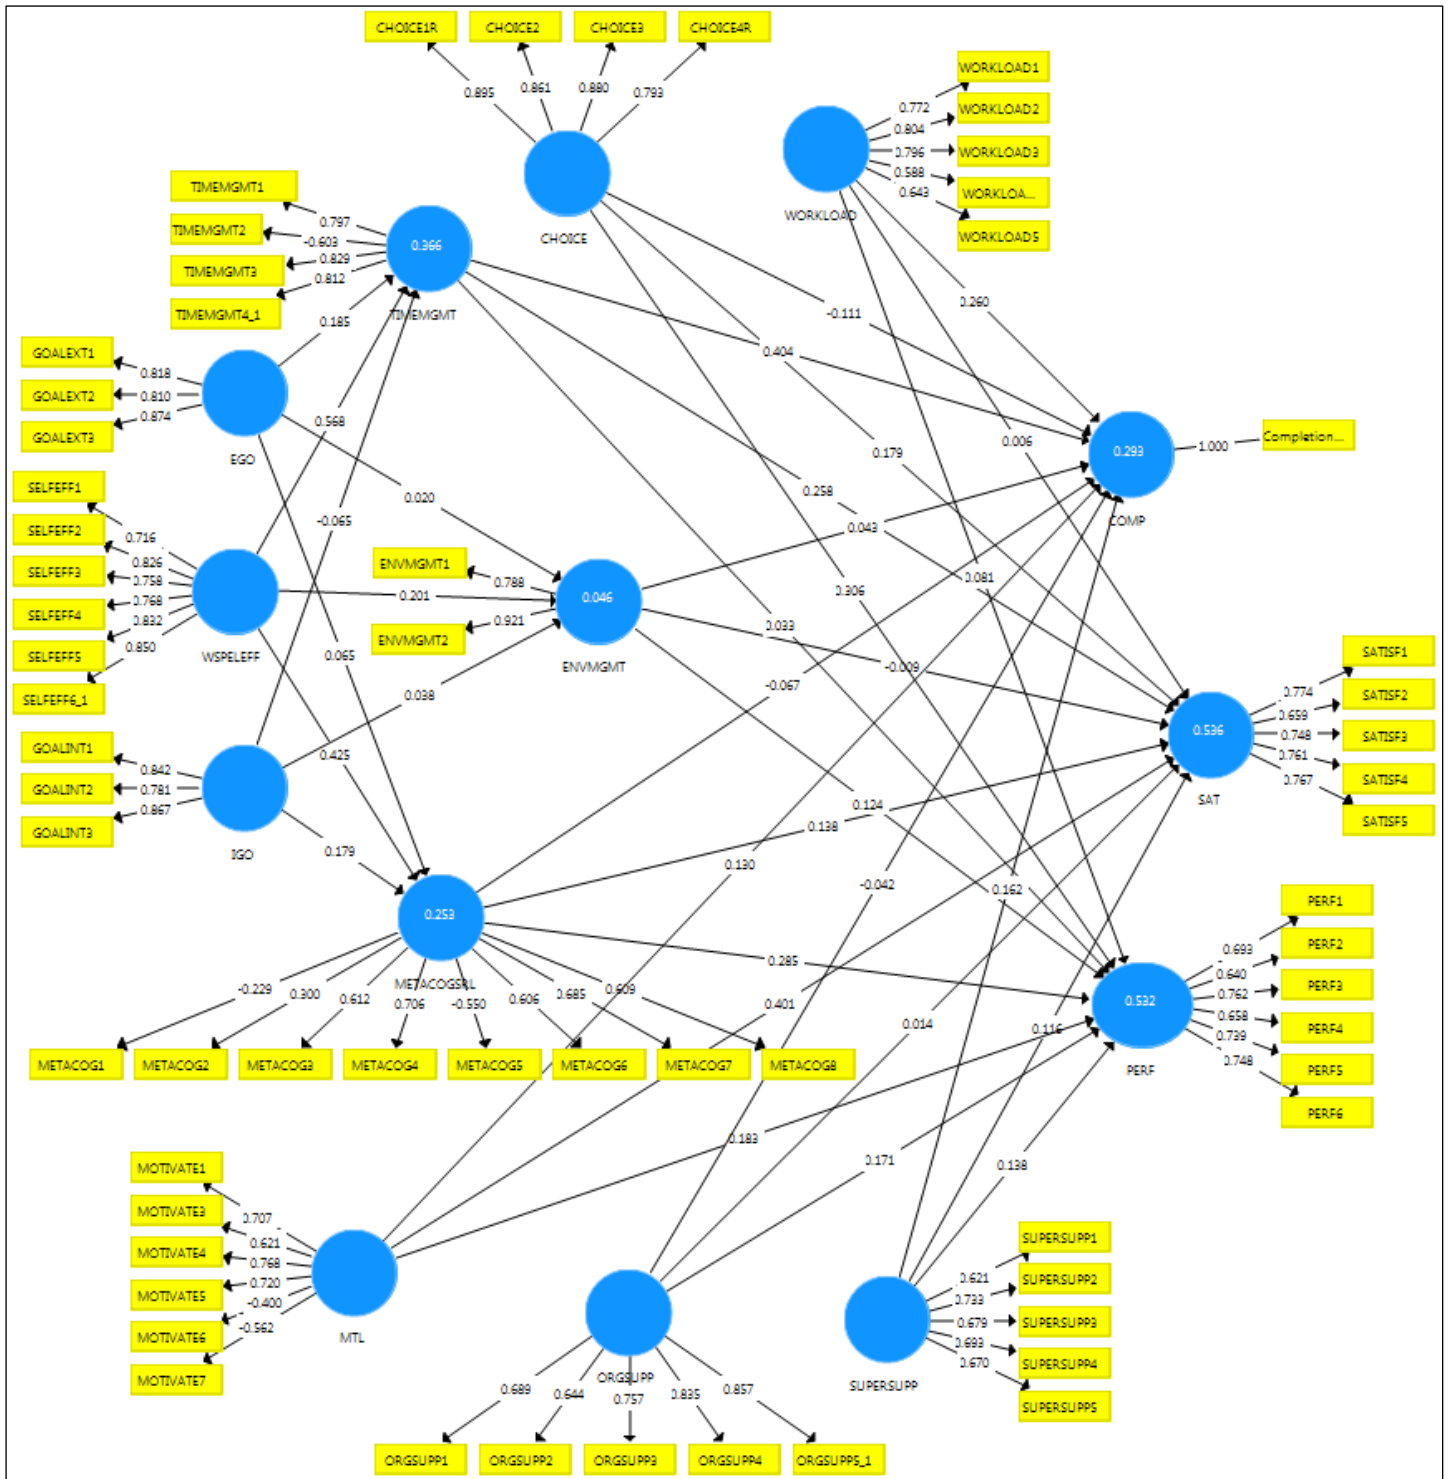 CHOICE1R
CHOICE2
CHOICE3
CHOICE4R
0.895
0.861
0.880
0.793
CHOICE
WORKLOAD1
WORKLOAD2
WORKLOAD3
WORKLOA...
WORKLOAD5
0.772
0.804
0.796
0.588
0.643
WORKLOAD
TIMEMGMT1
TIMEMGMT2
TIMEMGMT3
TIMEMGMT4_1
0.797
-0.603
0.829
0.812
0.366
TIMEMGMT
GOALEXT1
GOALEXT2
GOALEXT3
0.818
0.810
0.874
EGO
0.185
0.568
-0.065
0.020
0.065
SELFEFF1
SELFEFF2
SELFEFF3
SELFEFF4
SELFEFF5
SELFEFF6_1
0.716
0.826
0.758
0.768
0.832
0.850
WSPELEFF
0.201
0.425
0.038
0.179
GOALINT1
GOALINT2
GOALINT3
0.842
0.781
0.867
IGO
ENVMGMT1
ENVMGMT2
0.788
0.921
0.046
ENVMGMT
-0.111
0.260
0.404
0.179
0.006
0.258
0.043
0.081
0.306
0.033
-0.009
-0.067
0.124
0.138
0.130
-0.042
0.162
0.285
0.401
0.014
0.116
0.183
0.171
0.138
0.293
COMP
1.000
Completion...
0.536
SAT
0.774
0.659
0.748
0.761
0.767
SATISF1
SATISF2
SATISF3
SATISF4
SATISF5
0.532
PERF
0.693
0.640
0.762
0.658
0.739
0.748
PERF1
PERF2
PERF3
PERF4
PERF5
PERF6
0.253
METACOGSRL
-0.229
0.300
0.612
0.706
-0.550
0.606
0.685
0.609
METACOG1
METACOG2
METACOG3
METACOG4
METACOG5
METACOG6
METACOG7
METACOG8
MOTIVATE1
MOTIVATE3
MOTIVATE4
MOTIVATE5
MOTIVATE6
MOTIVATE7
0.707
0.621
0.768
0.720
-0.400
-0.562
MTL
ORGSUPP
0.689
0.644
0.757
0.835
0.857
ORGSUPP1
ORGSUPP2
ORGSUPP3
ORGSUPP4
ORGSUPP5_1
SUPERSUPP
0.621
0.733
0.679
0.693
0.670
SUPERSUPP1
SUPERSUPP2
SUPERSUPP3
SUPERSUPP4
SUPERSUPP5